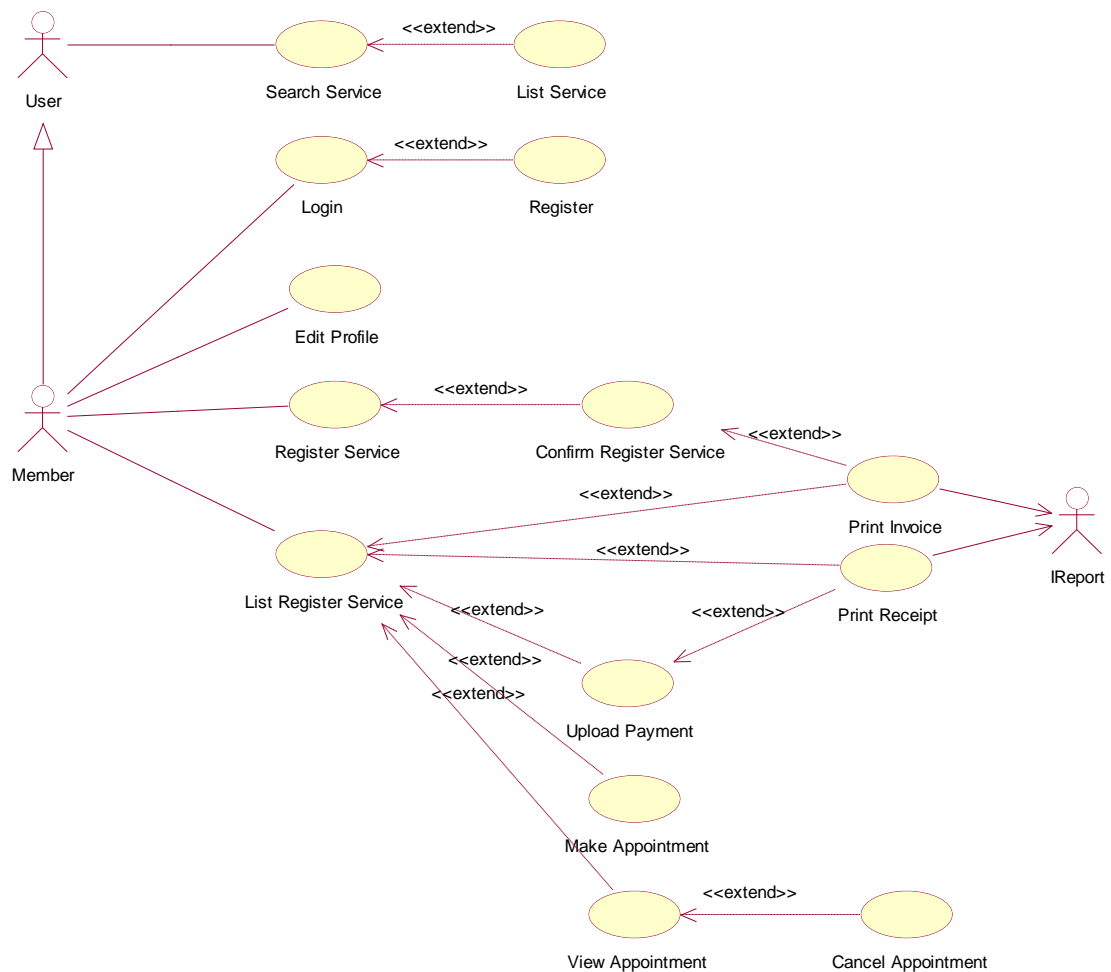 <<extend>>
User
Search Service
List Service
<<extend>>
Login
Register
Edit Profile
<<extend>>
Register Service
Confirm Register Service
<<extend>>
Member
<<extend>>
Print Invoice
<<extend>>
IReport
List Register Service
<<extend>>
<<extend>>
Print Receipt
<<extend>>
<<extend>>
Upload Payment
Make Appointment
<<extend>>
View Appointment
Cancel Appointment